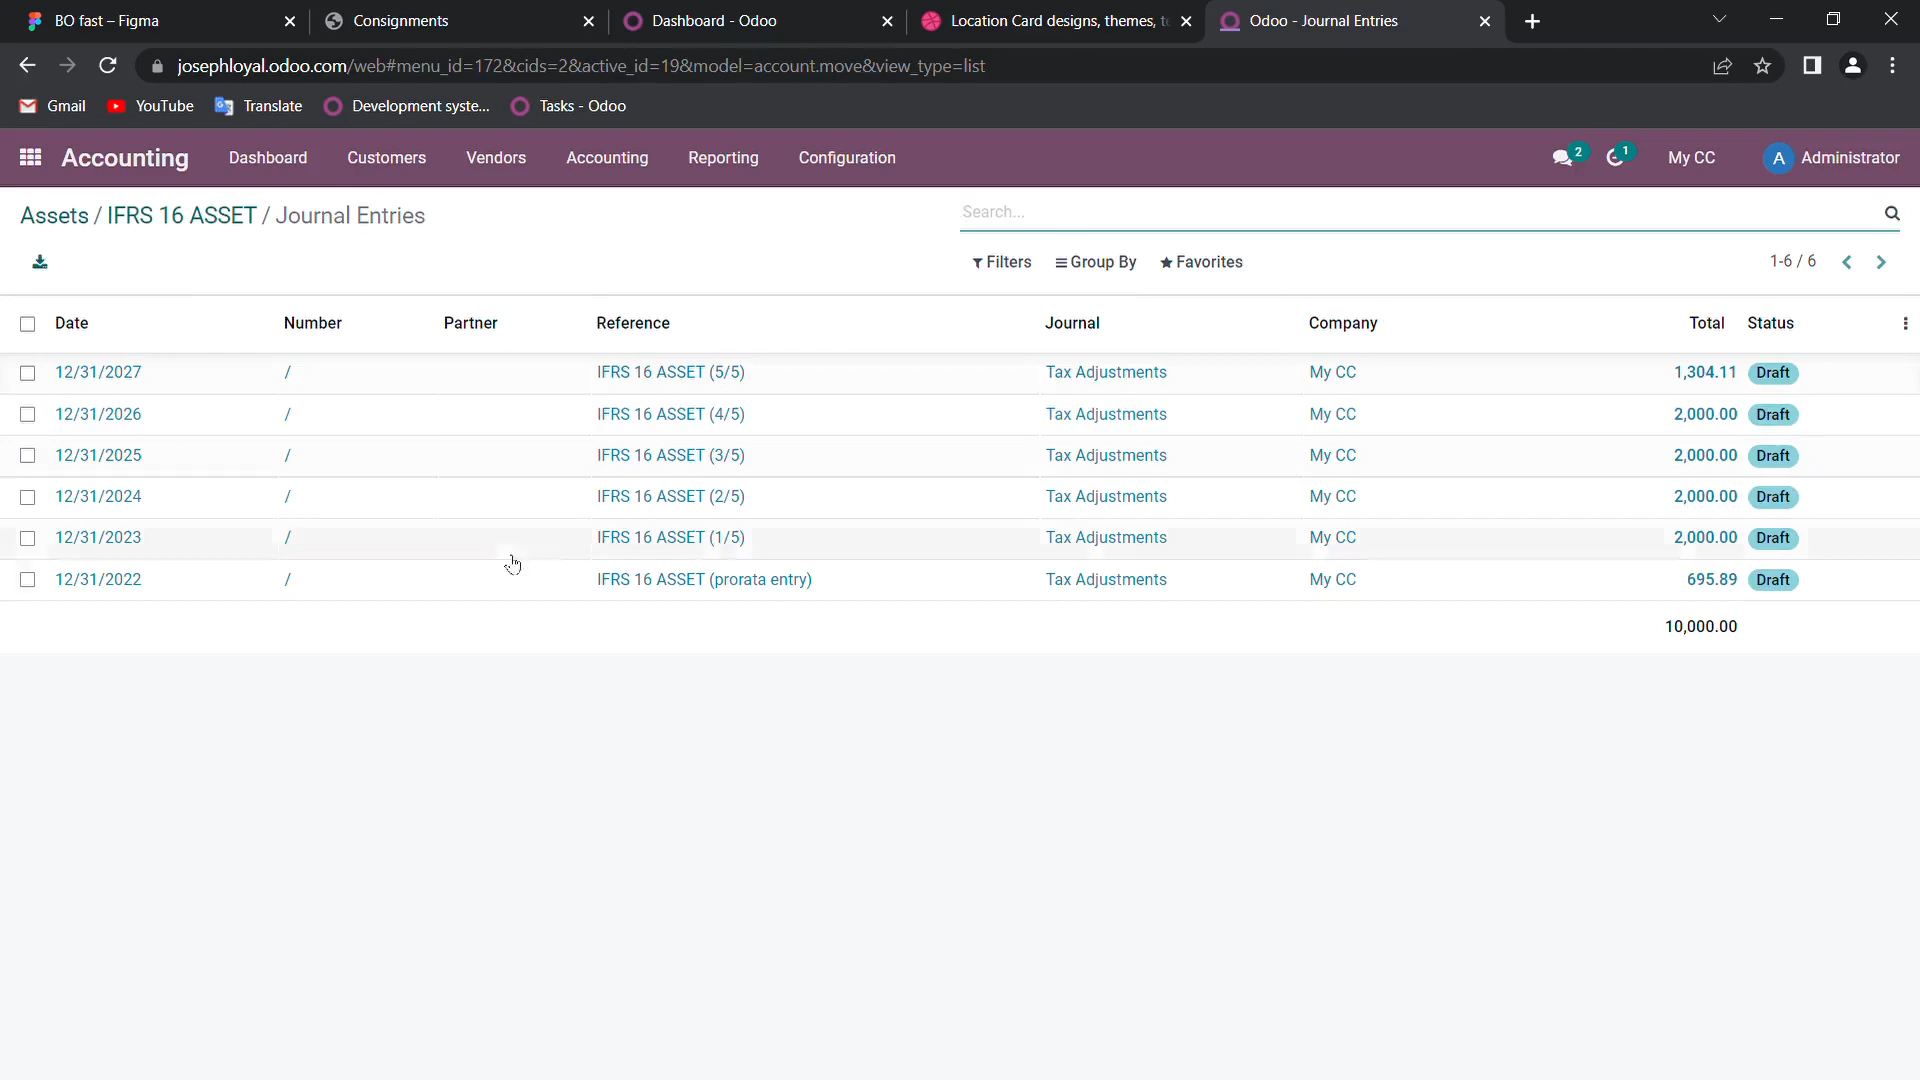 BO fast – Figma
Consignments
Dashboard - Odoo
Location Card designs, themes,
Odoo - Journal Entries
josephloyal.odoo.com/web#menu_id=172&cids=2&active_id=19&model=account.move&view_type=list
Gmail YouTube Translate Development syste... Tasks - Odoo
Accounting Dashboard Customers Vendors Accounting Reporting Configuration 2 1 My CC A Administrator
Assets / IFRS 16 ASSET / Journal Entries
Search...
Filters Group By Favorites 1-6 / 6
Date Number Partner Reference Journal Company Total Status
12/31/2027 / IFRS 16 ASSET (5/5) Tax Adjustments My CC 1,304.11 Draft
12/31/2026 / IFRS 16 ASSET (4/5) Tax Adjustments My CC 2,000.00 Draft
12/31/2025 / IFRS 16 ASSET (3/5) Tax Adjustments My CC 2,000.00 Draft
12/31/2024 / IFRS 16 ASSET (2/5) Tax Adjustments My CC 2,000.00 Draft
12/31/2023 / IFRS 16 ASSET (1/5) Tax Adjustments My CC 2,000.00 Draft
12/31/2022 / IFRS 16 ASSET (prorata entry) Tax Adjustments My CC 695.89 Draft
10,000.00